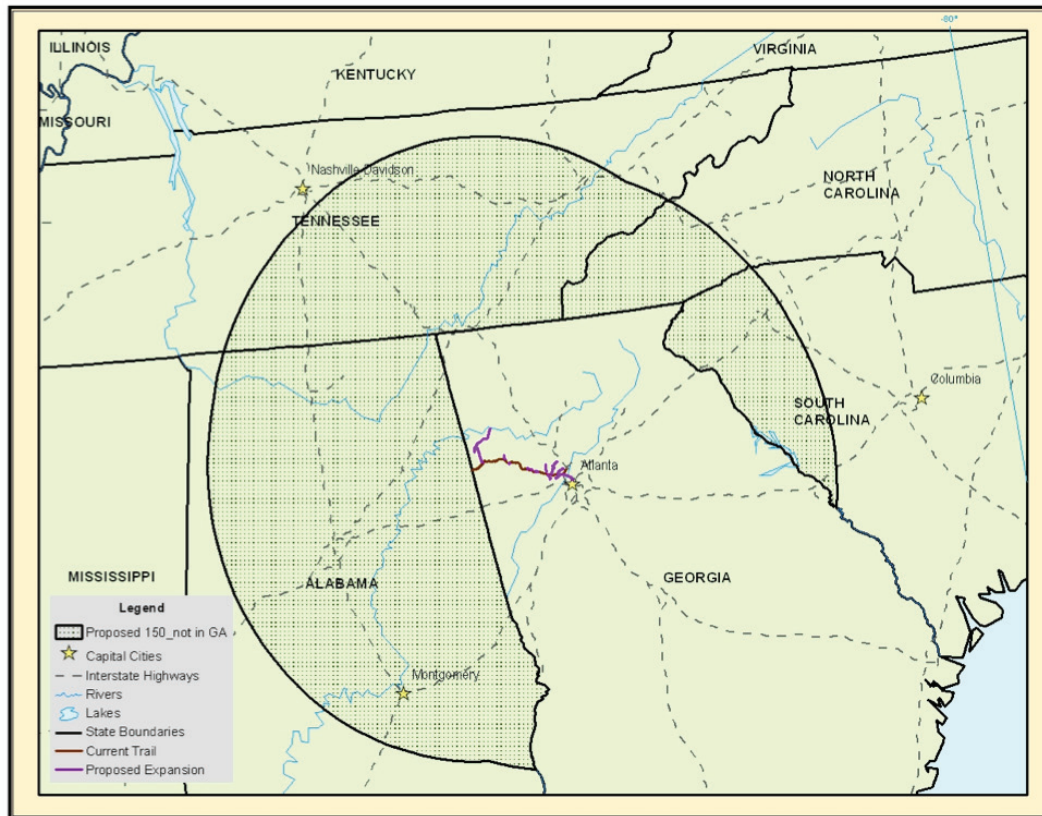 -80°
ILLINOIS
VIRGINIA
KENTUCKY
MISSOURI
Nashville-Davidson
NORTH
CAROLINA
TENNESSEE
Columbia
SOUTH
CAROLINA
Atlanta
MISSISSIPPI
ALABAMA
GEORGIA
Legend
Proposed 150_not in GA
Capital Cities
Interstate Highways
Rivers
Lakes
State Boundaries
Current Trail
Proposed Expansion
Montgomery